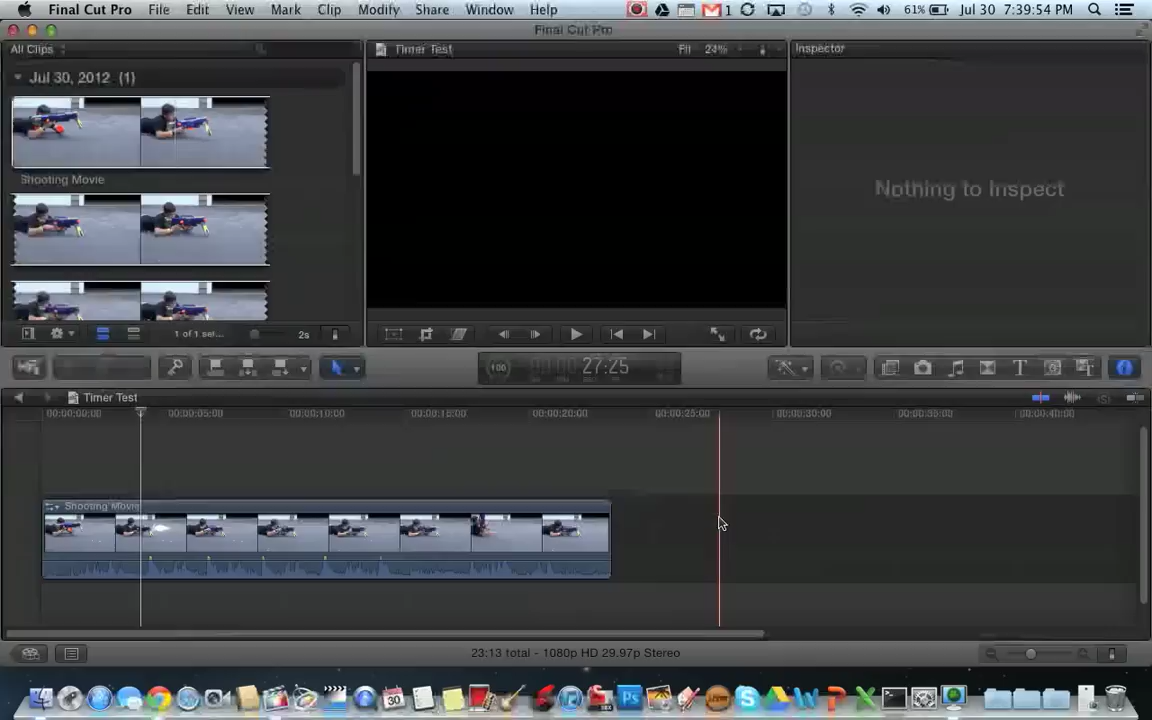 Final Cut Pro File Edit View Mark Clip Modify Share Window Help 1 61% Jul 30 7:39:54 PM
Final Cut Pro
All Clips Timer Test Fit 24% Inspector
Jul 30, 2012 (1)
Shooting Movie
Nothing to Inspect
1 of 1 sel... 2s
100 27:25
T
Timer Test
00:00:00:00 00:00:05:00 00:00:10:00 00:00:15:00 00:00:20:00 00:00:25:00 00:00:30:00 00:00:35:00 00:00:40:00
Shooting Movie
23:13 total - 1080p HD 29.97p Stereo
30